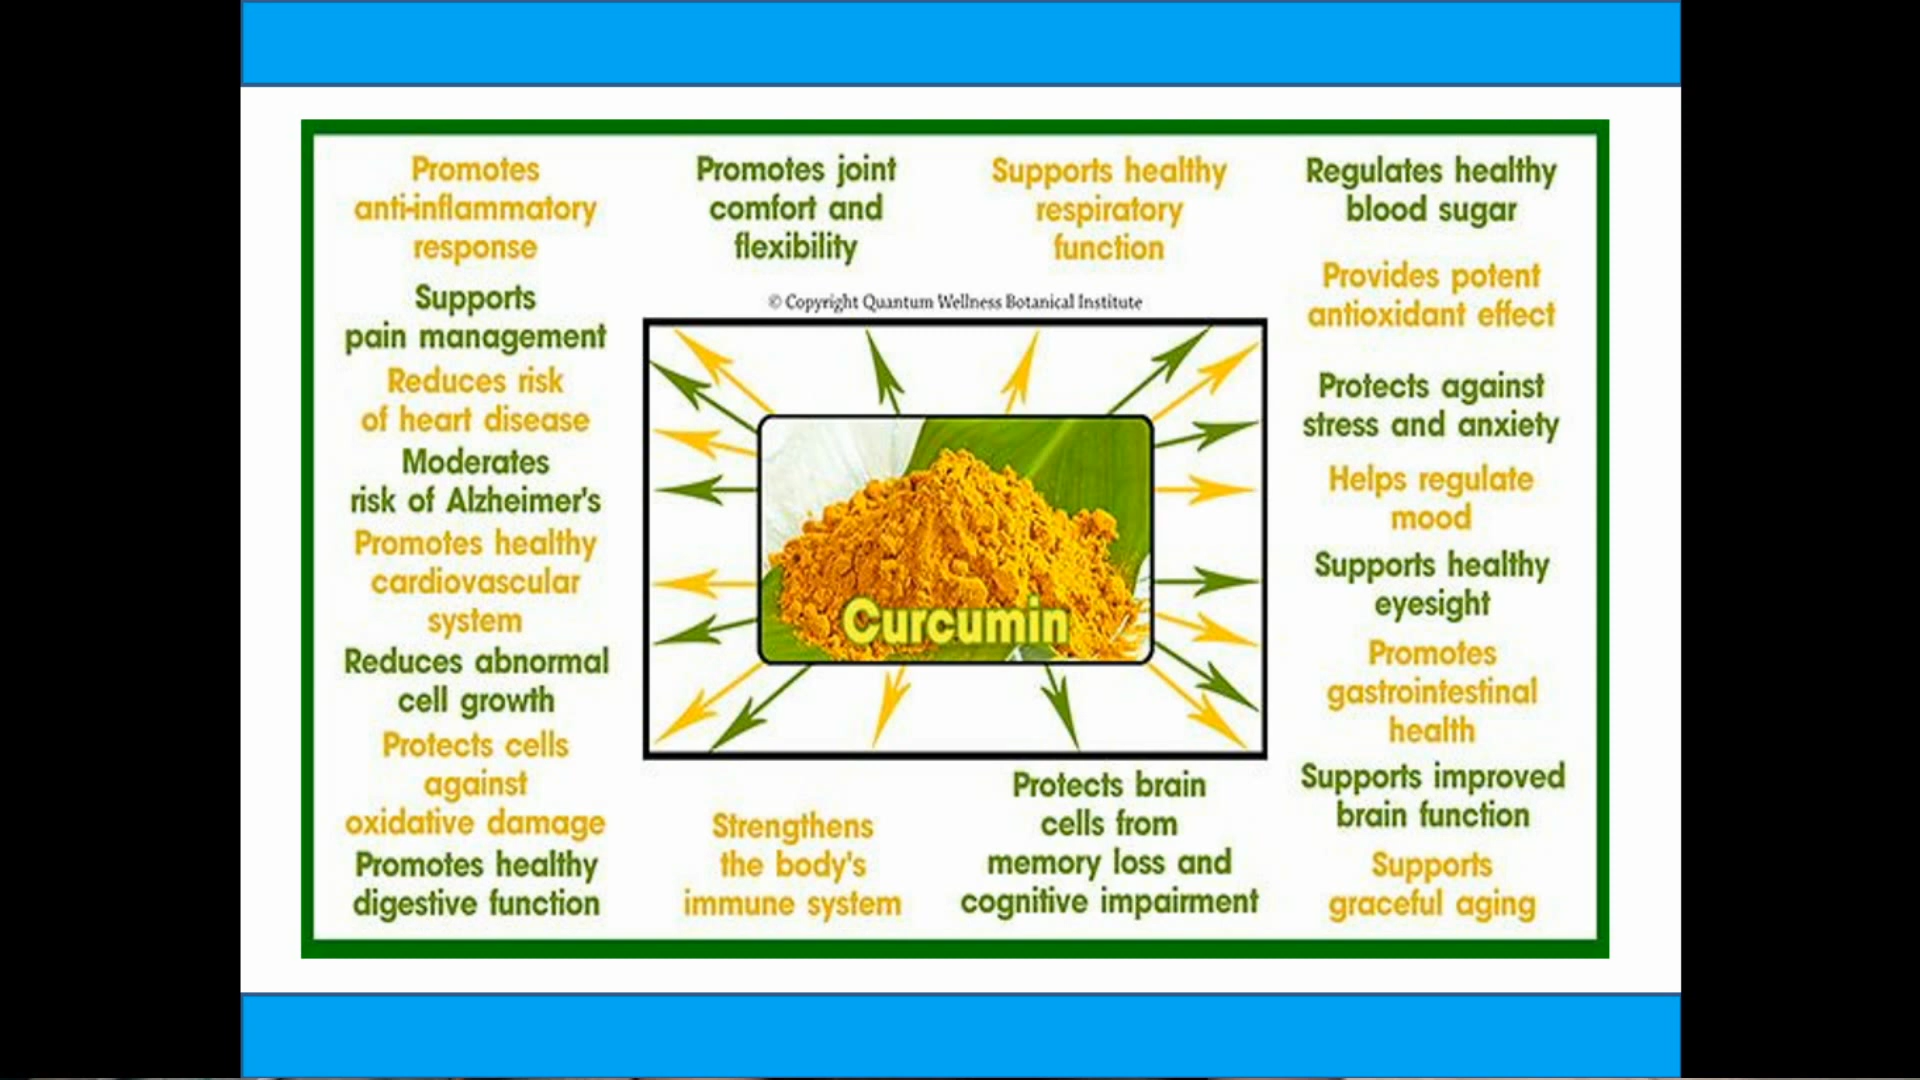 Promotes
anti-inflammatory
response
Supports
pain management
Reduces risk
of heart disease
Moderates
risk of Alzheimer's
Promotes healthy
cardiovascular
system
Reduces abnormal
cell growth
Protects cells
against
oxidative damage
Promotes healthy
digestive function
Promotes joint
comfort and
flexibility
Supports healthy
respiratory
function
© Copyright Quantum Wellness Botanical Institute
Curcumin
Strengthens
the body's
immune system
Protects brain
cells from
memory loss and
cognitive impairment
Regulates healthy
blood sugar
Provides potent
antioxidant effect
Protects against
stress and anxiety
Helps regulate
mood
Supports healthy
eyesight
Promotes
gastrointestinal
health
Supports improved
brain function
Supports
graceful aging